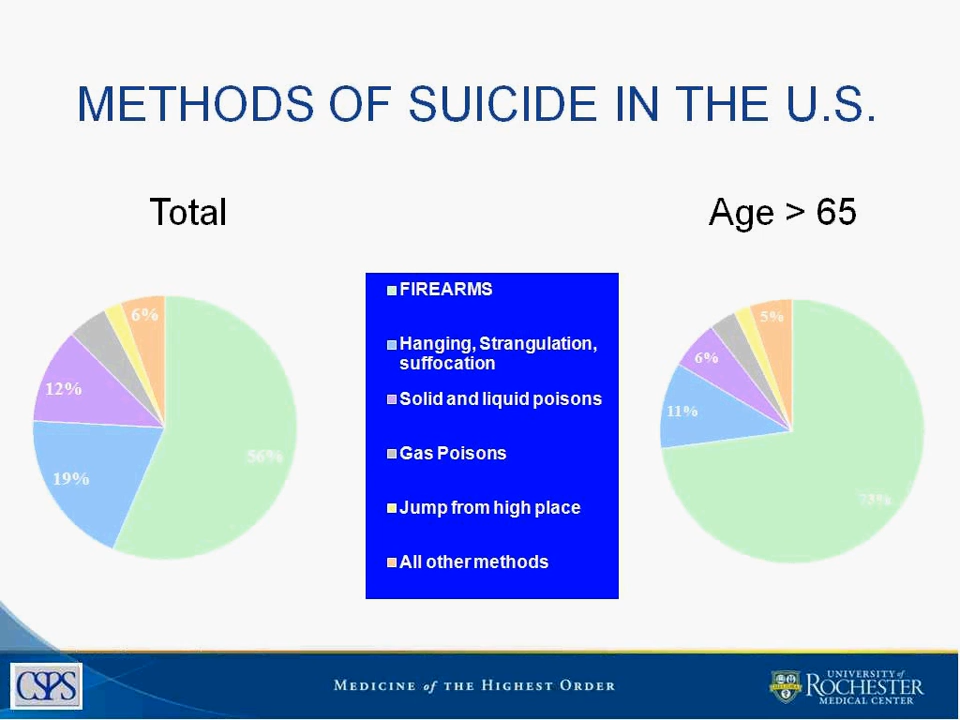 METHODS OF SUICIDE IN THE U.S.
Total
Age > 65
6%
12%
19%
56%
FIREARMS
Hanging, Strangulation,
suffocation
Solid and liquid poisons
Gas Poisons
Jump from high place
All other methods
5%
6%
11%
73%
CSPS
MEDICINE of THE HIGHEST ORDER
UNIVERSITY of
ROCHESTER
MEDICAL CENTER